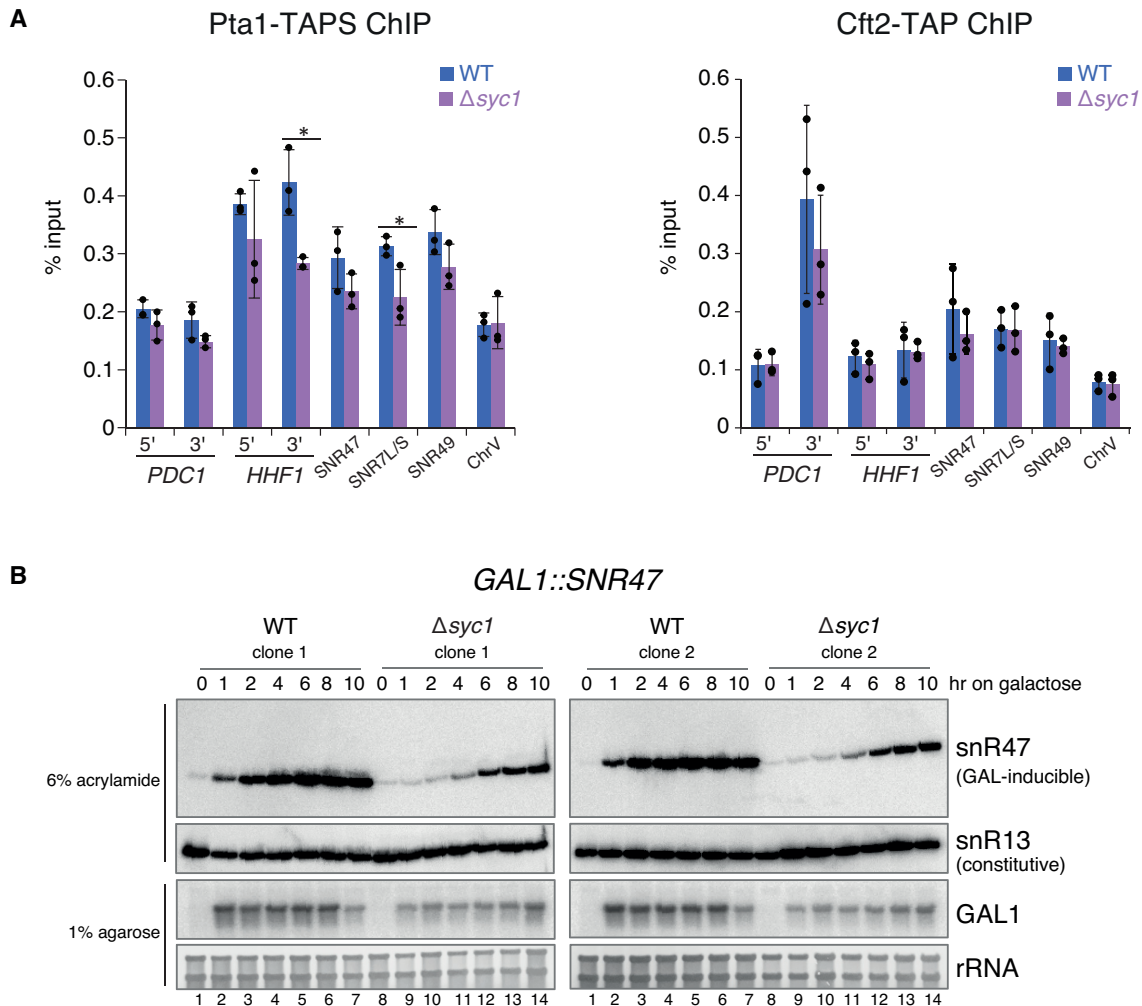 A
Pta1-TAPS ChIP
Cft2-TAP ChIP
WT
Δsyc1
% input
0.6
0.5
0.4
0.3
0.2
0.1
0
*
*
5'
3'
5'
3'
PDC1
HHF1
SNR47
SNR7L/S
SNR49
ChrV
WT
Δsyc1
% input
0.6
0.5
0.4
0.3
0.2
0.1
0
5'
3'
5'
3'
PDC1
HHF1
SNR47
SNR7L/S
SNR49
ChrV
B
GAL1::SNR47
WT Δsyc1 WT Δsyc1
clone 1 clone 1 clone 2 clone 2
0 1 2 4 6 8 10 0 1 2 4 6 8 10 0 1 2 4 6 8 10 0 1 2 4 6 8 10 hr on galactose
6% acrylamide
snR47
(GAL-inducible)
snR13
(constitutive)
1% agarose
GAL1
rRNA
1 2 3 4 5 6 7 8 9 10 11 12 13 14 1 2 3 4 5 6 7 8 9 10 11 12 13 14